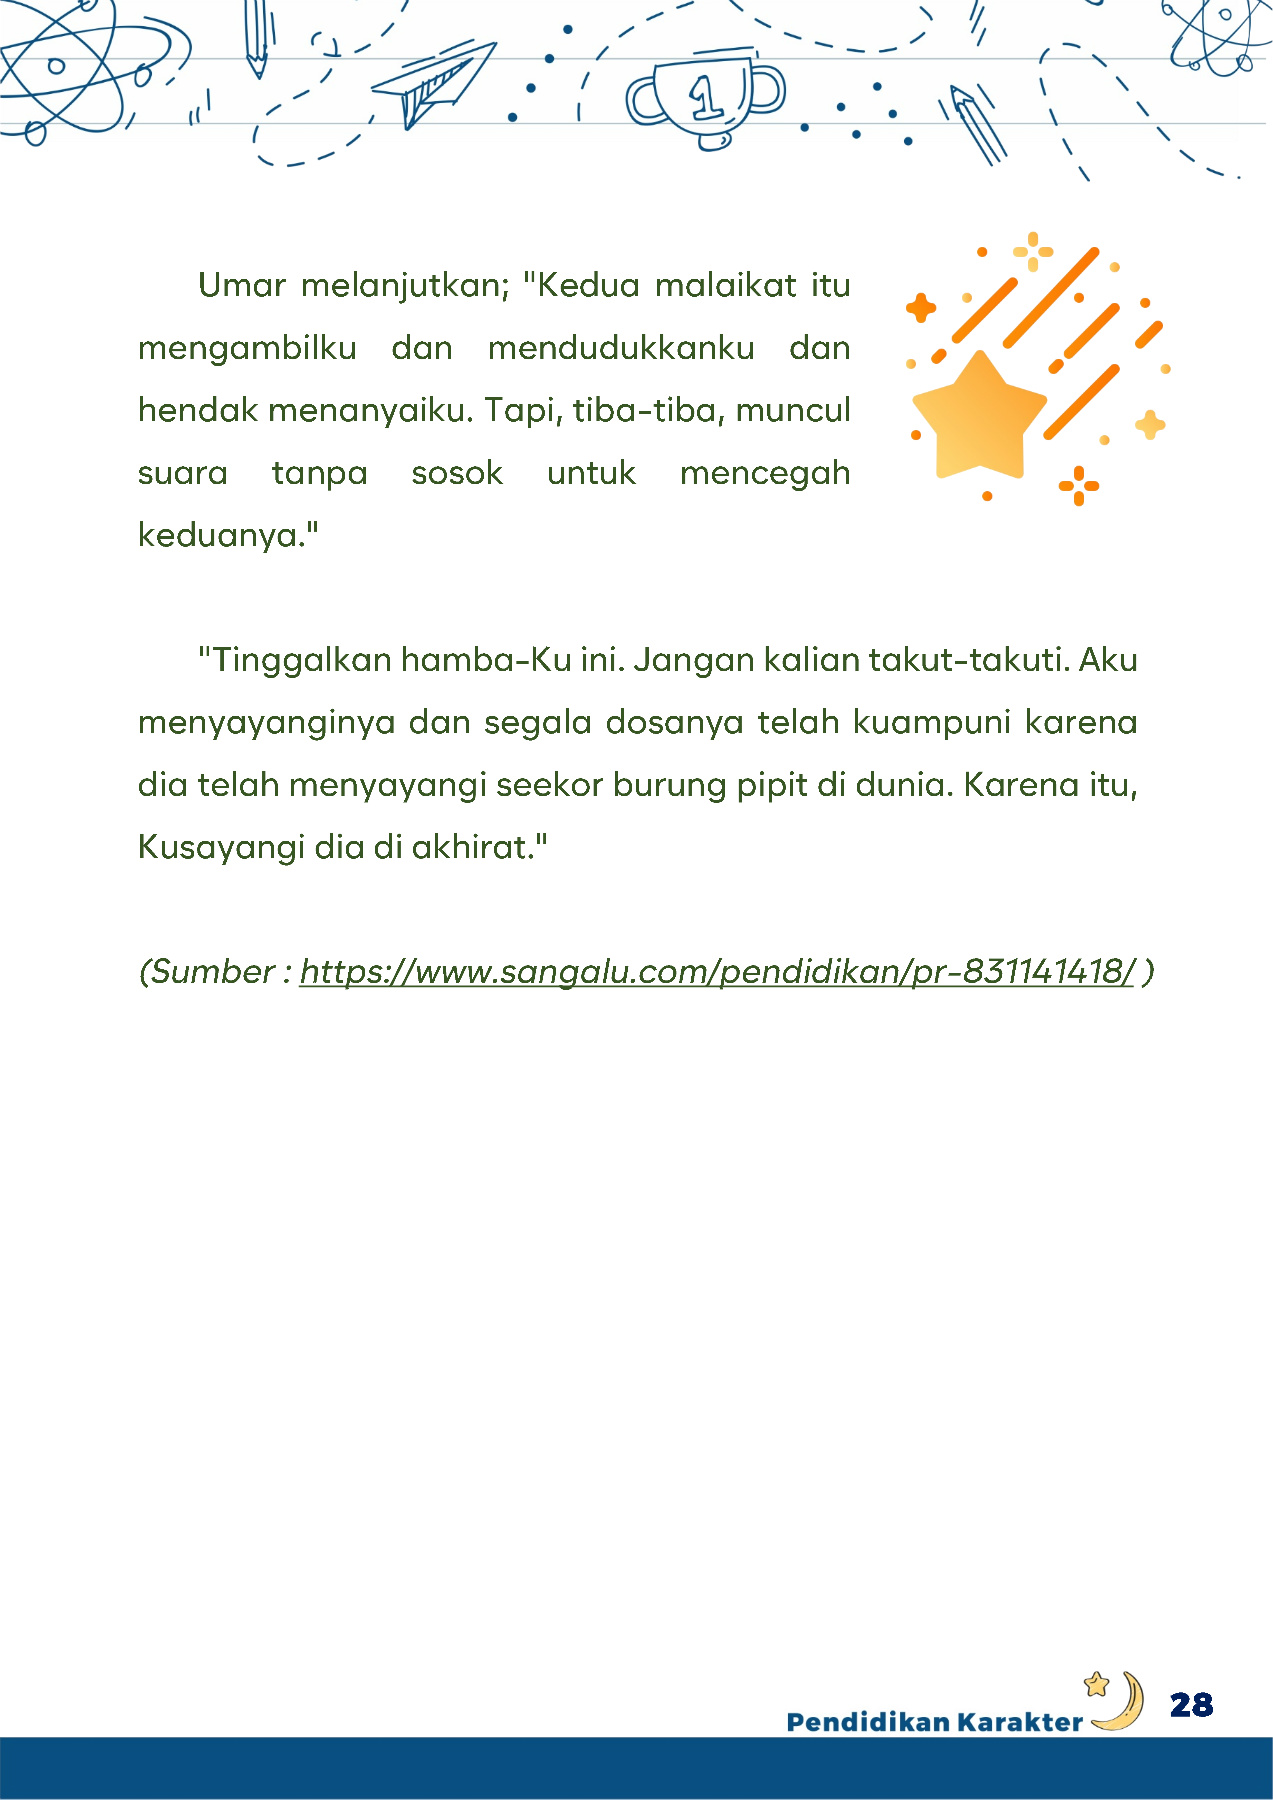 1
Umar melanjutkan; "Kedua malaikat itu
mengambilku dan mendudukkanku dan
hendak menanyaiku. Tapi, tiba-tiba, muncul
suara tanpa sosok untuk mencegah
keduanya."
"Tinggalkan hamba-Ku ini. Jangan kalian takut-takuti. Aku
menyayanginya dan segala dosanya telah kuampuni karena
dia telah menyayangi seekor burung pipit di dunia. Karena itu,
Kusayangi dia di akhirat."
(Sumber : https://www.sangalu.com/pendidikan/pr-831141418/ )
Pendidikan Karakter
28